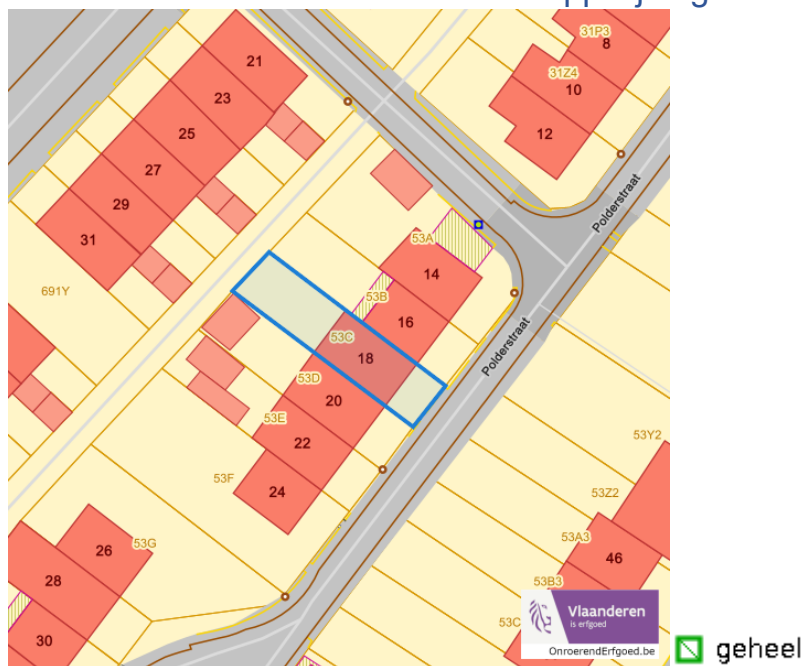 21
23
25
27
29
31
691Y
31P3
8
31Z4
10
12
Polderstraat
53A
14
53B
16
53C
18
53D
20
53E
22
53F
24
Polderstraat
53G
26
28
30
53Y2
53Z2
53A3
46
53B3
53C
Vlaanderen
is erfgoed
OnroerendErfgoed.be
geheel